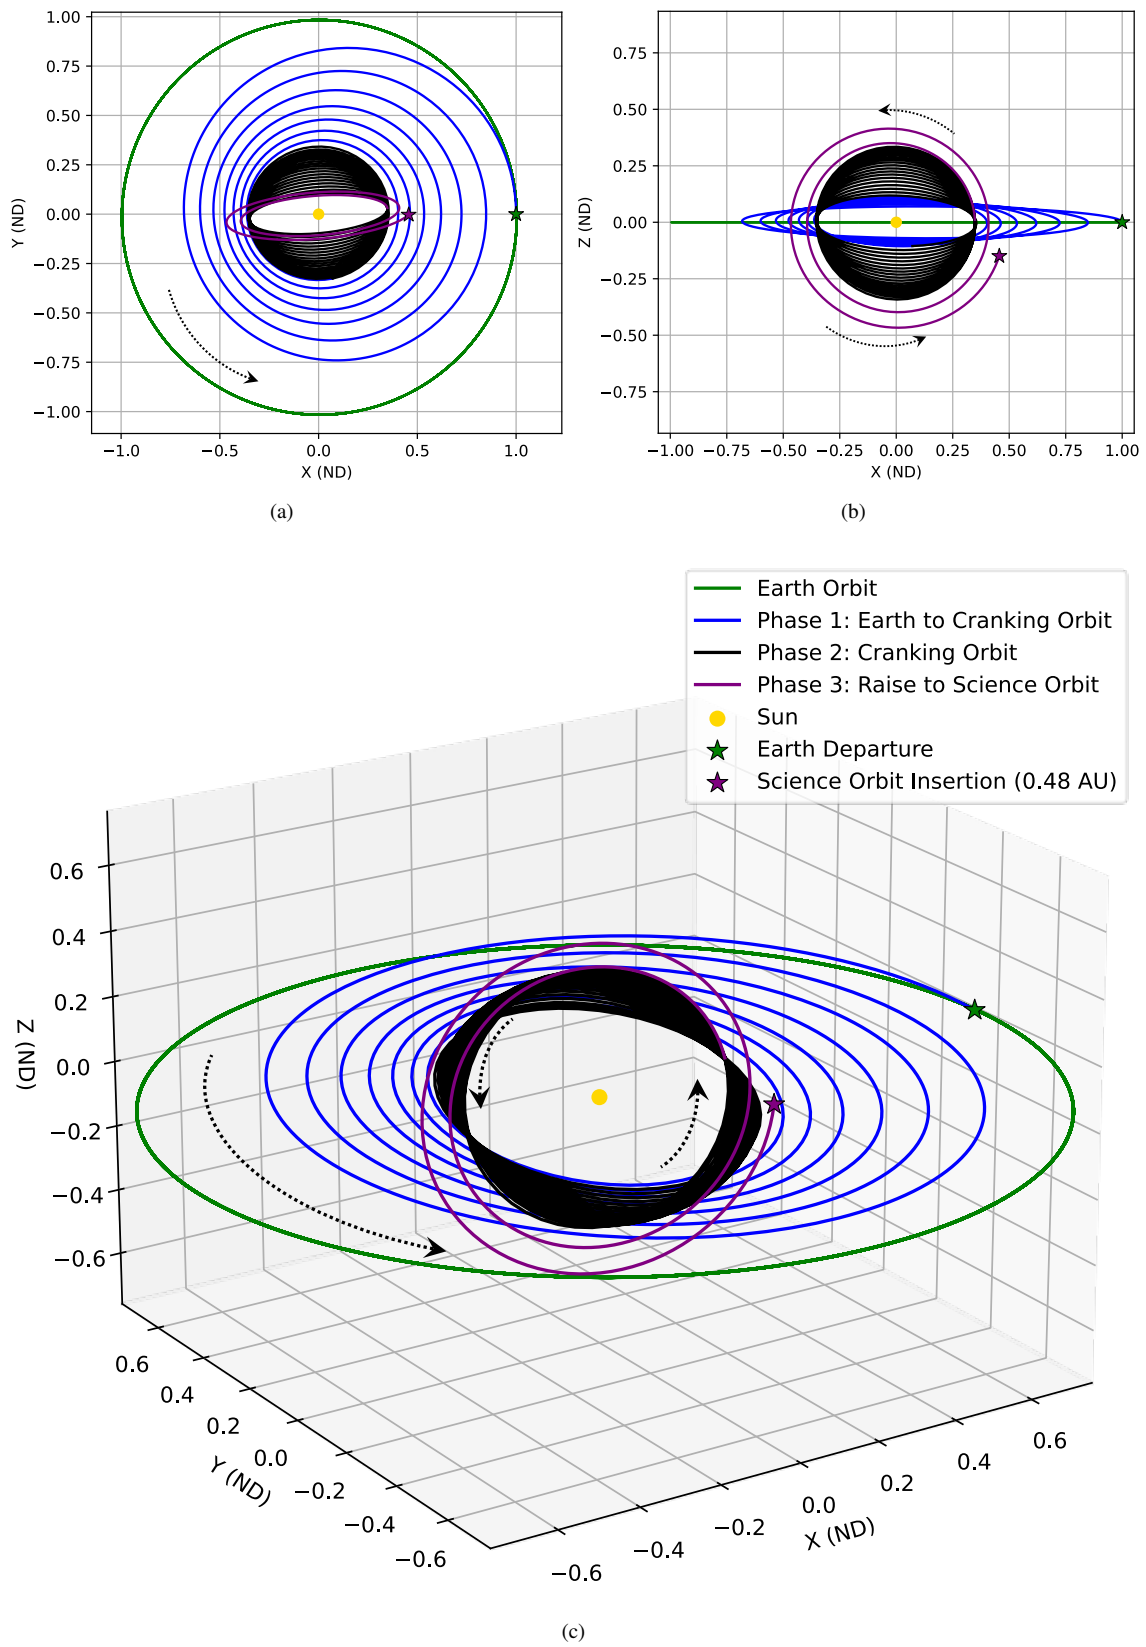 1.00
0.75
0.50
0.25
0.00
−0.25
−0.50
−0.75
−1.00
Y (ND)
−1.0 −0.5 0.0 0.5 1.0
X (ND)
(a)
0.75
0.50
0.25
0.00
−0.25
−0.50
−0.75
Z (ND)
−1.00 −0.75 −0.50 −0.25 0.00 0.25 0.50 0.75 1.00
X (ND)
(b)
Earth Orbit
Phase 1: Earth to Cranking Orbit
Phase 2: Cranking Orbit
Phase 3: Raise to Science Orbit
Sun
Earth Departure
Science Orbit Insertion (0.48 AU)
0.6
0.4
0.2
0.0
−0.2
−0.4
−0.6
Z (ND)
0.6
0.4
0.2
0.0
−0.2
−0.4
−0.6
Y (ND)
−0.6
−0.4
−0.2
0.0
0.2
0.4
0.6
X (ND)
(c)